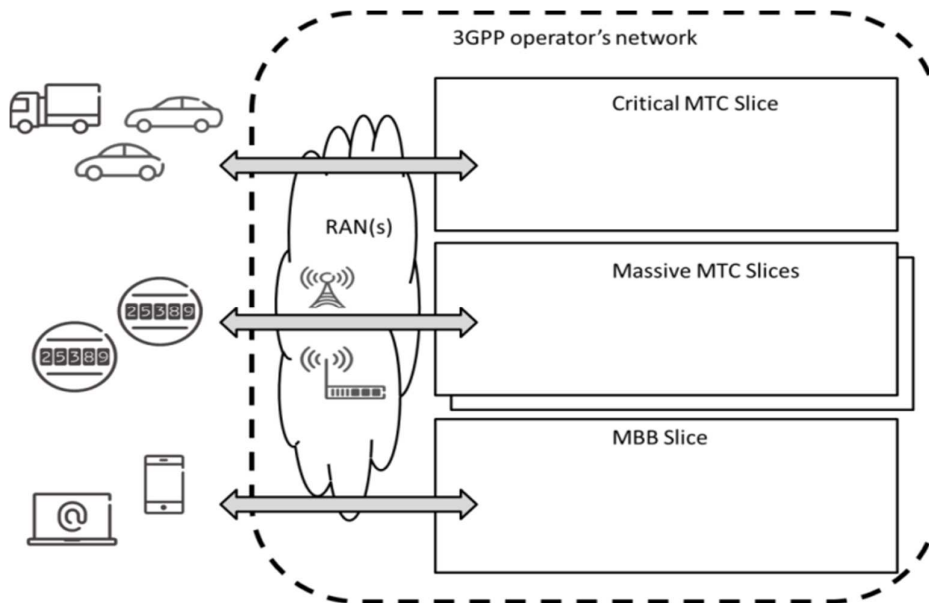 3GPP operator's network
Critical MTC Slice
RAN(s)
Massive MTC Slices
25389
25389
MBB Slice
@